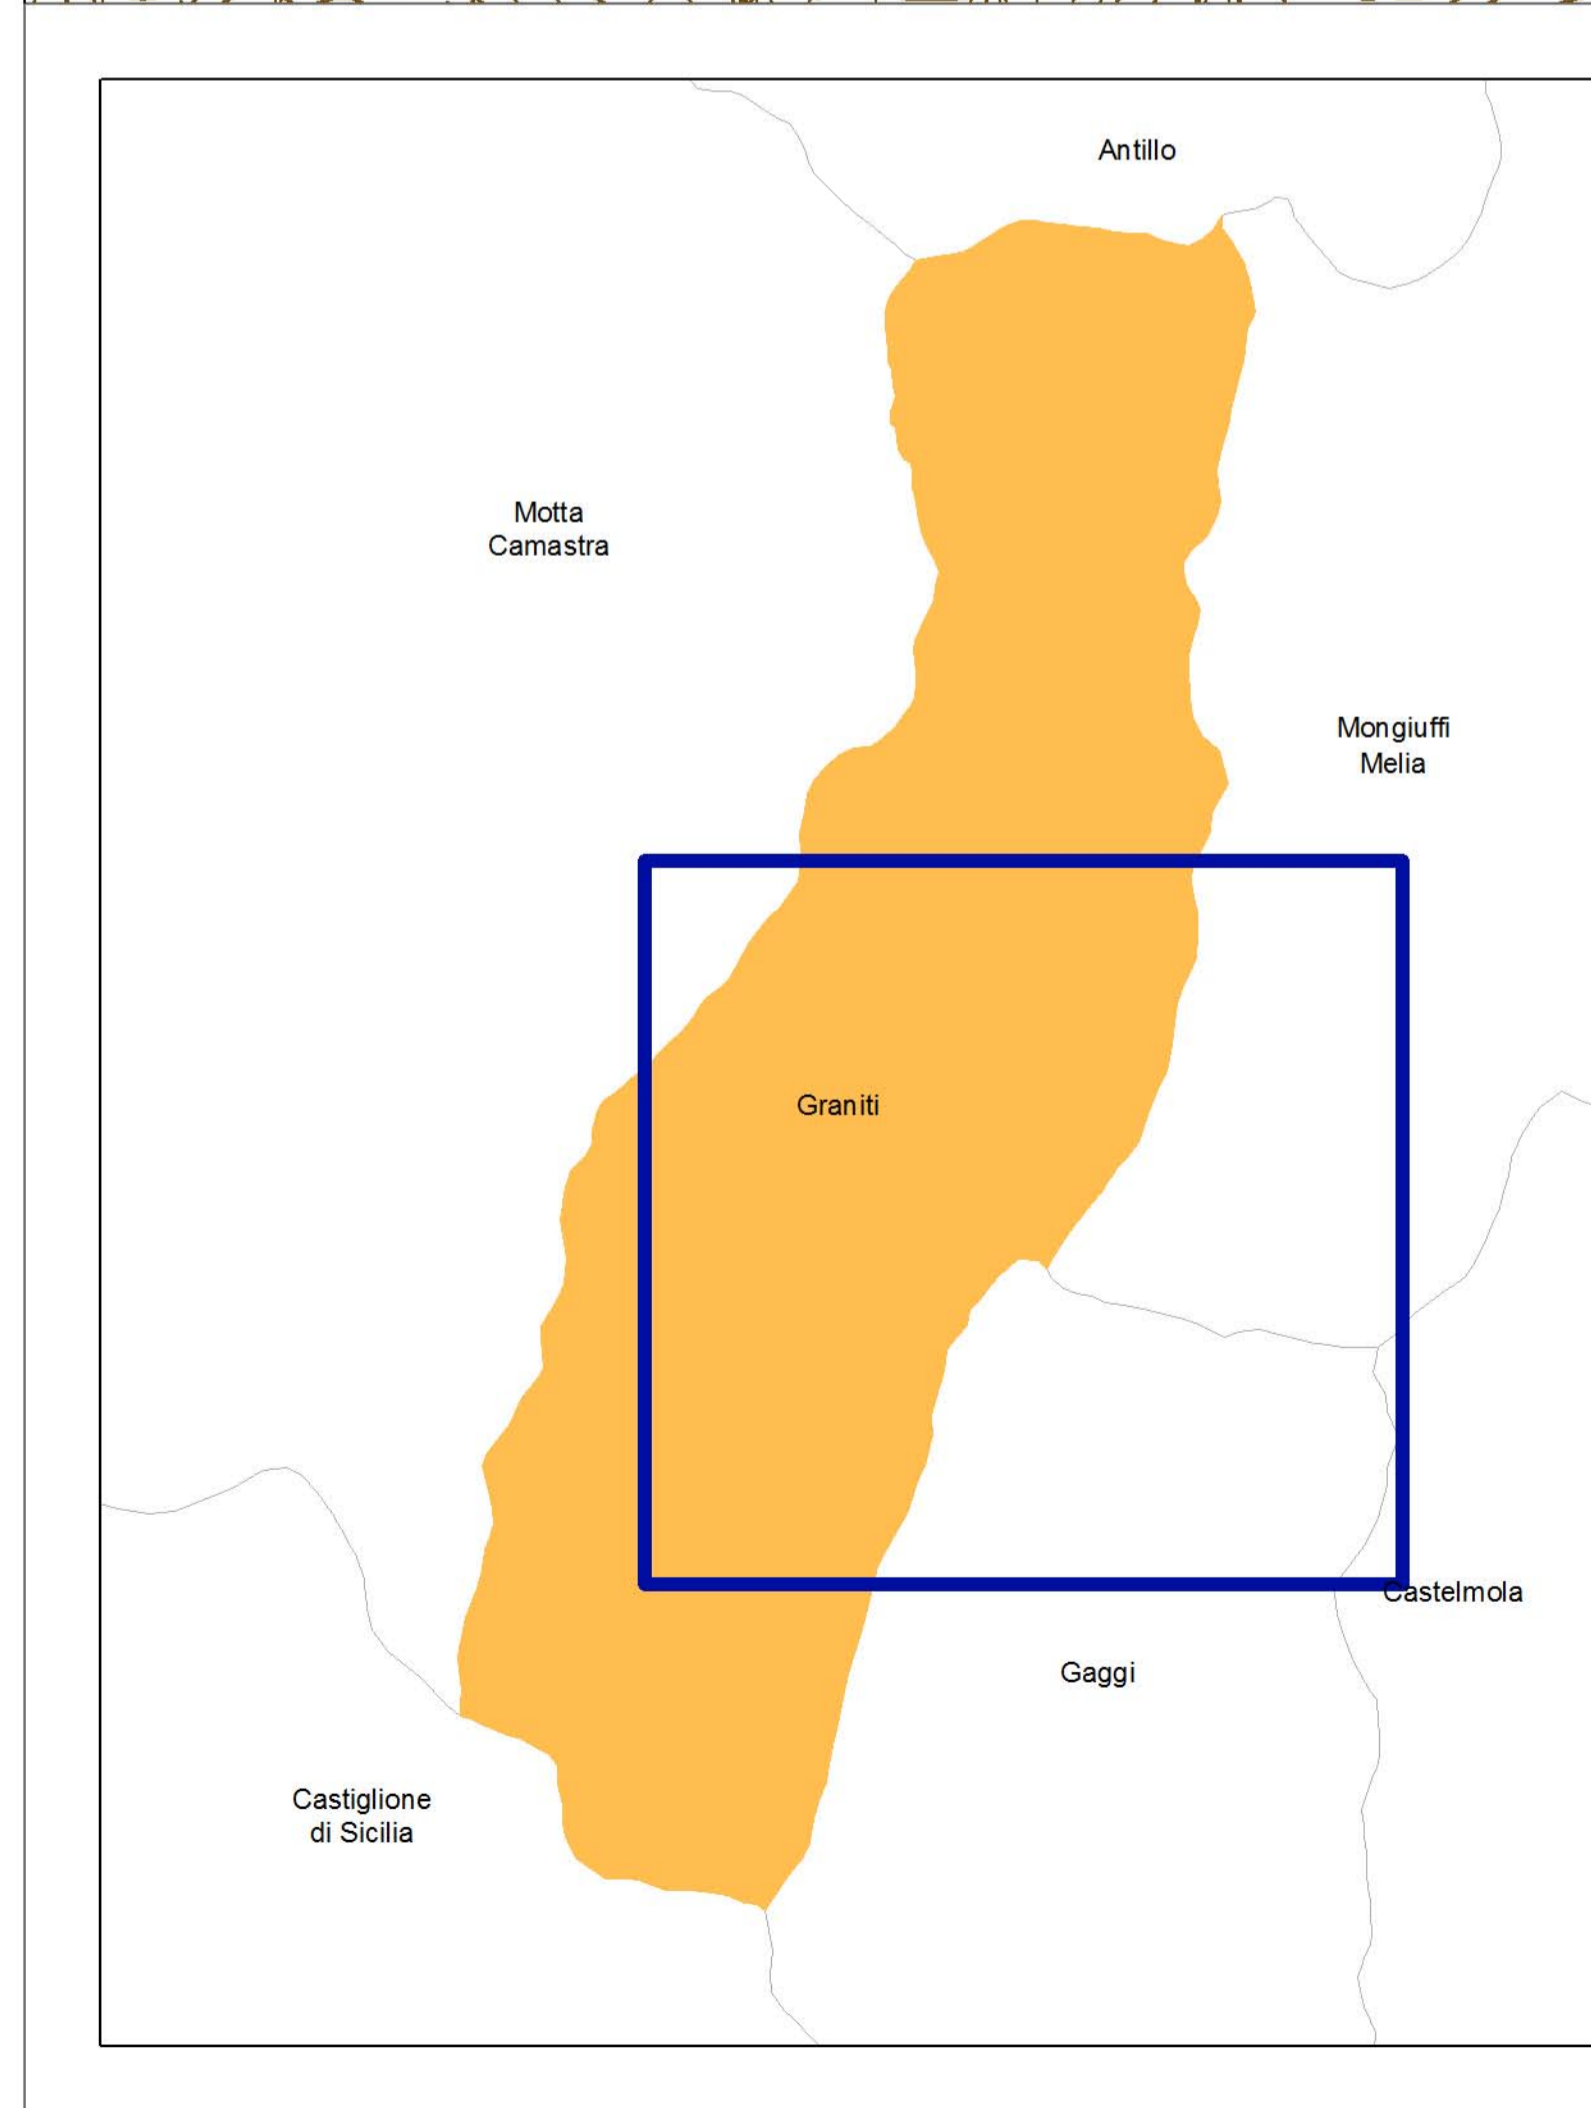 Antillo
Motta
Camastra
Mongiuffi
Melia
Graniti
Castelmola
Gaggi
Castiglione
di Sicilia